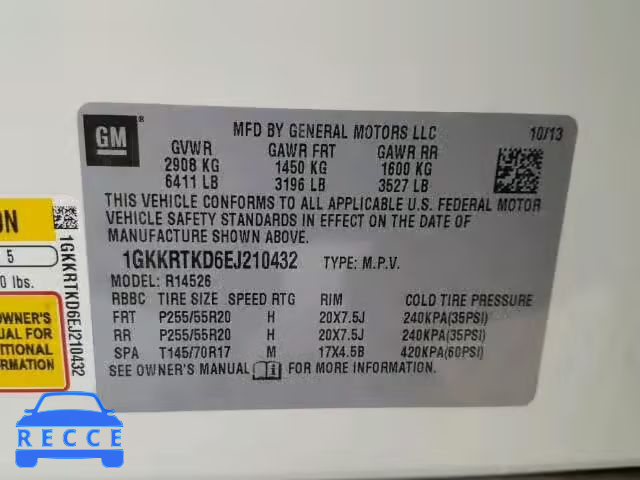 GM ®
MFD BY GENERAL MOTORS LLC 10/13
GVWR GAWR FRT GAWR RR
2908 KG 1450 KG 1600 KG
6411 LB 3196 LB 3527 LB
THIS VEHICLE CONFORMS TO ALL APPLICABLE U.S. FEDERAL MOTOR
VEHICLE SAFETY STANDARDS IN EFFECT ON THE DATE OF
MANUFACTURE SHOWN ABOVE.
1GKKRTKD6EJ210432 TYPE: M.P.V.
MODEL: R14526
RBBC TIRE SIZE SPEED RTG RIM COLD TIRE PRESSURE
FRT P255/55R20 H 20X7.5J 240KPA(35PSI)
RR P255/55R20 H 20X7.5J 240KPA(35PSI)
SPA T145/70R17 M 17X4.5B 420KPA(60PSI)
SEE OWNER'S MANUAL FOR MORE INFORMATION.
ON
5
0 lbs.
OWNER'S
UAL FOR
ITIONAL
RMATION
1GKKRTKD6EJ210432
RECCE